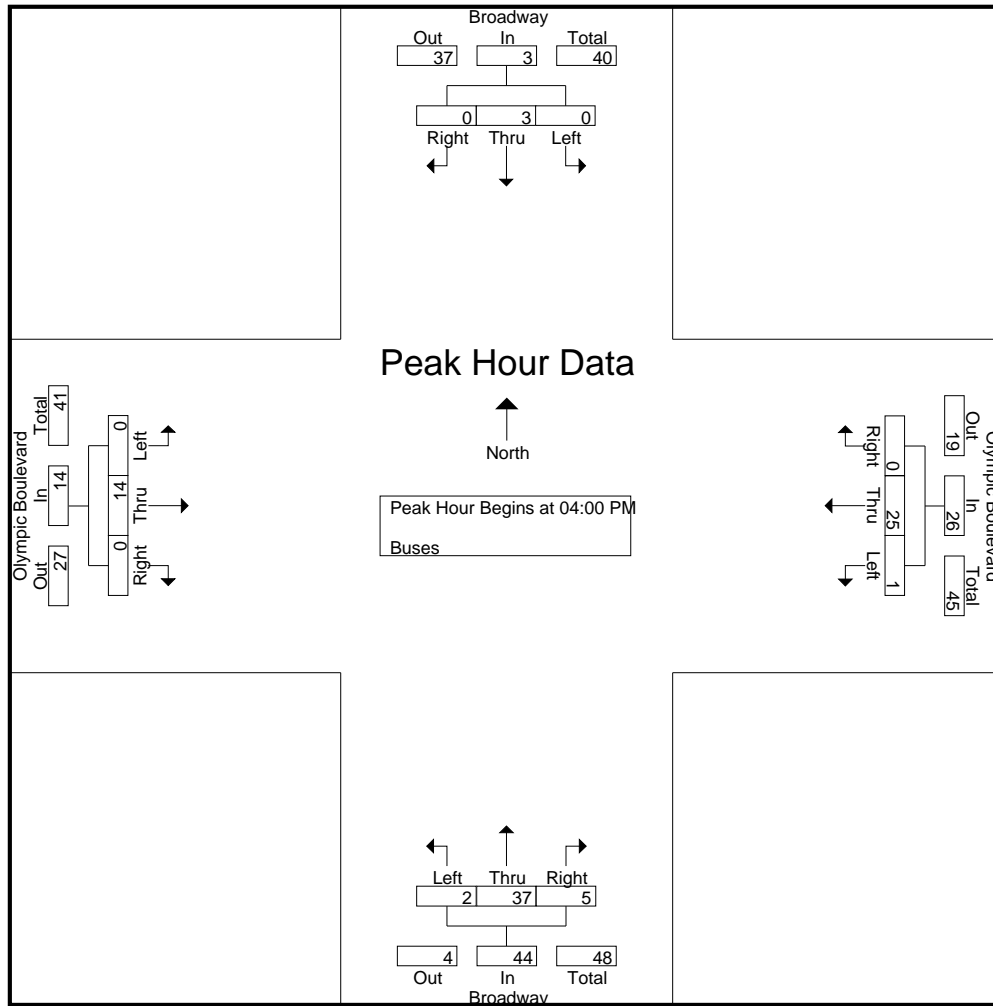 Broadway
Out In Total
37 3 40
0 3 0
Right Thru Left
Peak Hour Data
North
Peak Hour Begins at 04:00 PM
Buses
Olympic Boulevard
Out In Total
27 14 41
0 14 0
Right Thru Left
Olympic Boulevard
Out In Total
19 26 45
0 25 1
Right Thru Left
Left Thru Right
2 37 5
4 44 48
Out In Total
Broadway